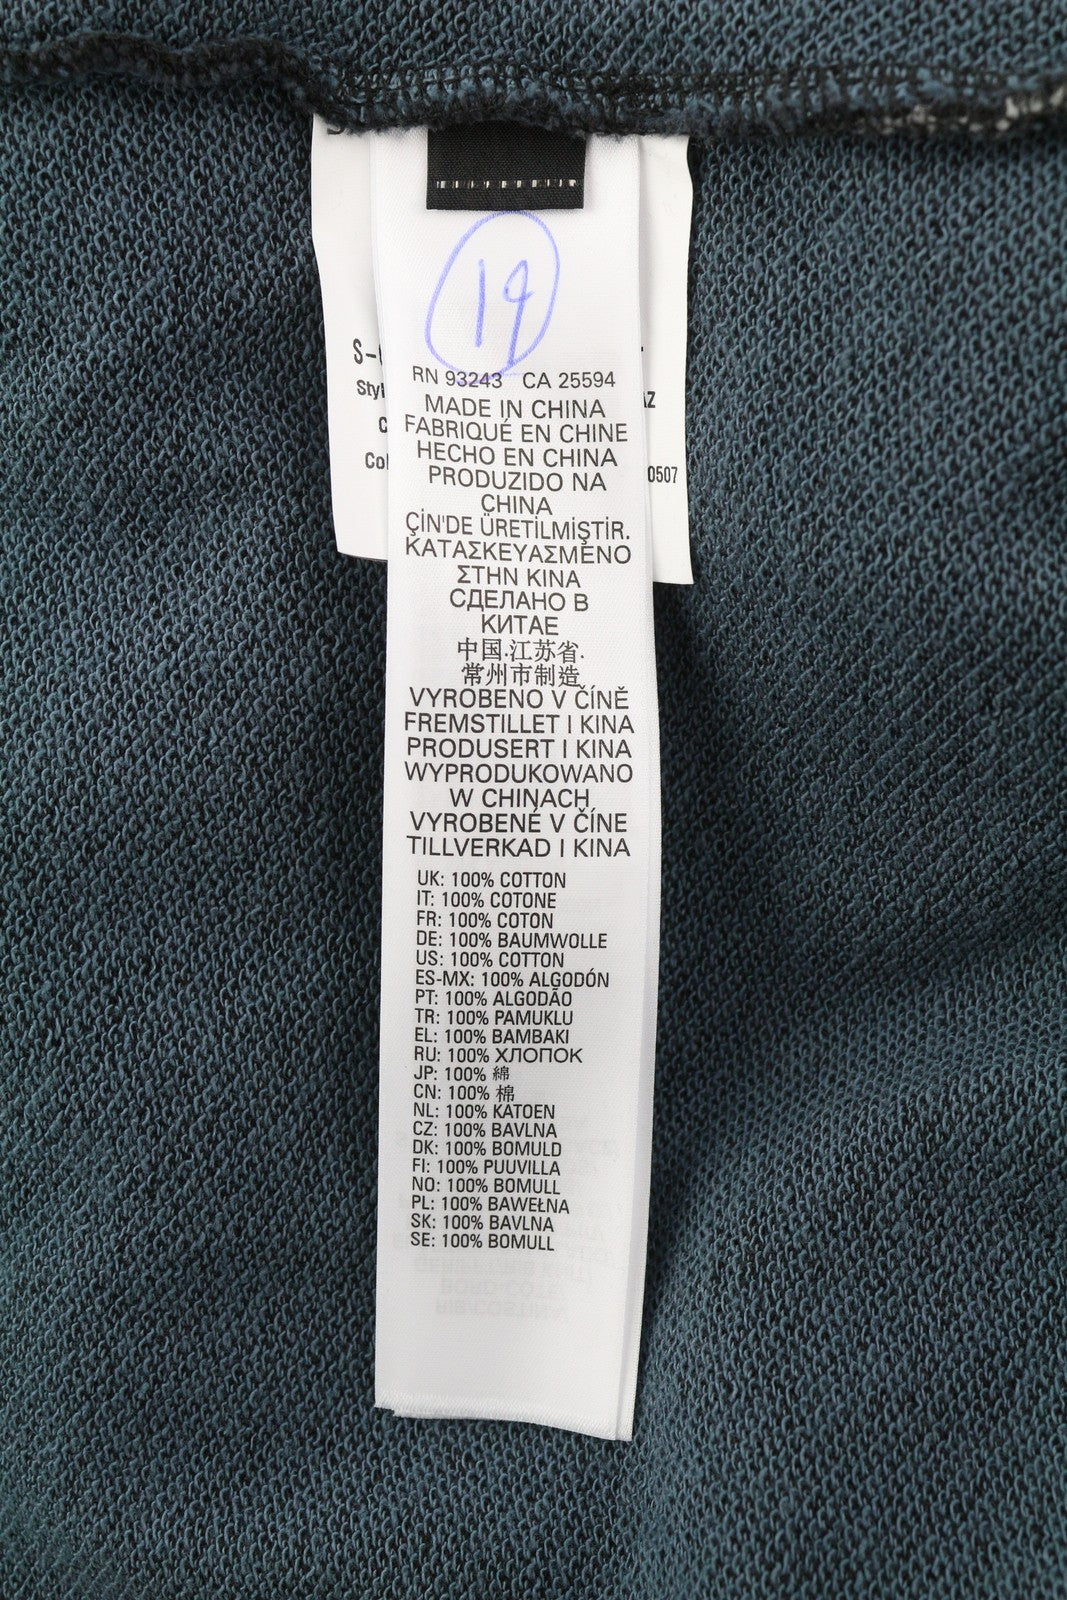 19
S-
RN 93243 CA 25594
Styl
AZ
MADE IN CHINA
FABRIQUÉ EN CHINE
HECHO EN CHINA
Col
0507
PRODUZIDO NA
CHINA
ÇİN'DE ÜRETİLMİŞTİR.
ΚΑΤΑΣΚΕΥΑΣΜΕΝΟ
ΣΤΗΝ ΚΙΝΑ
СДЕЛАНО В
КИТАЕ
中国.江苏省.
常州市制造
VYROBENO V ČÍNĚ
FREMSTILLET I KINA
PRODUSERT I KINA
WYPRODUKOWANO
W CHINACH
VYROBENÉ V ČÍNE
TILLVERKAD I KINA
UK: 100% COTTON
IT: 100% COTONE
FR: 100% COTON
DE: 100% BAUMWOLLE
US: 100% COTTON
ES-MX: 100% ALGODÓN
PT: 100% ALGODÃO
TR: 100% PAMUKLU
EL: 100% ΒΑΜΒΑΚΙ
RU: 100% ХЛОПОК
JP: 100% 綿
CN: 100% 棉
NL: 100% KATOEN
CZ: 100% BAVLNA
DK: 100% BOMULD
FI: 100% PUUVILLA
NO: 100% BOMULL
PL: 100% BAWEŁNA
SK: 100% BAVLNA
SE: 100% BOMULL